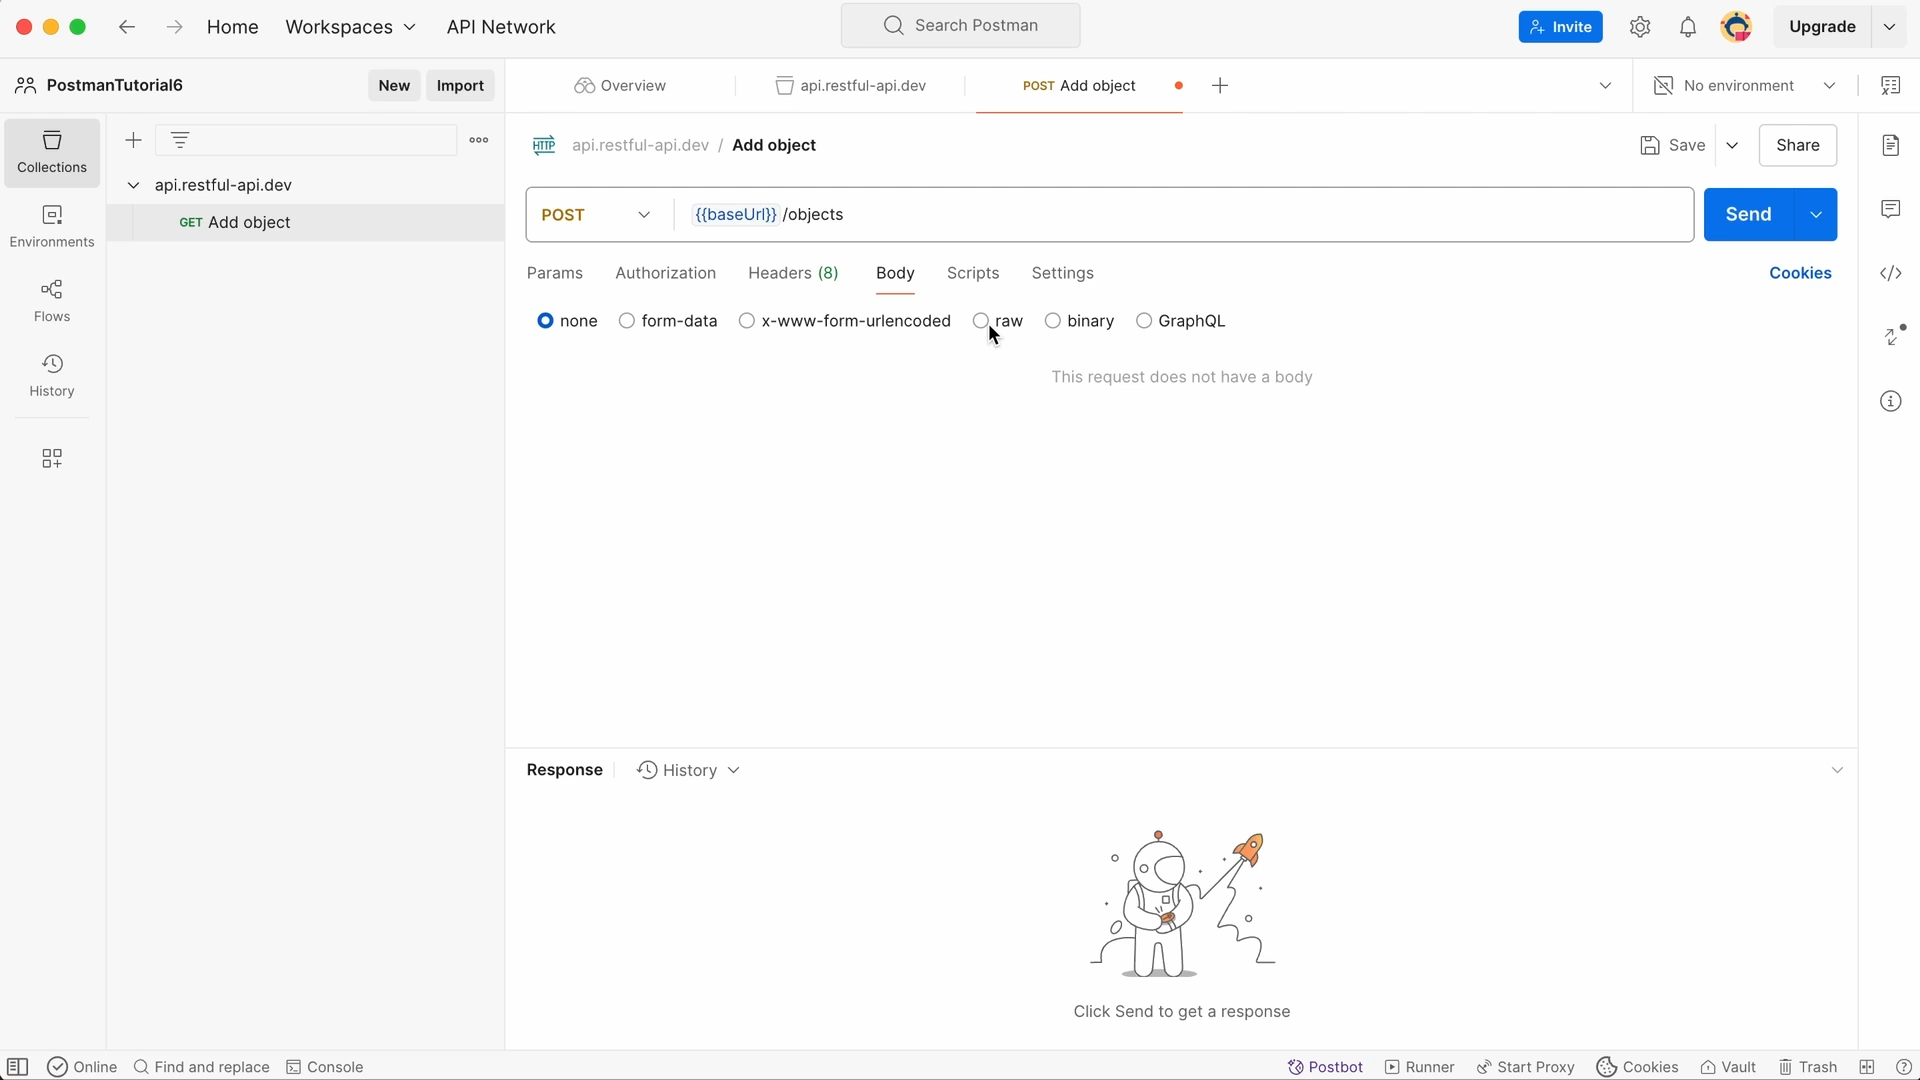 Home
Workspaces
API Network
Search Postman
Invite
Upgrade
PostmanTutorial6
New
Import
Overview
api.restful-api.dev
POST Add object
No environment
Collections
Environments
Flows
History
api.restful-api.dev
GET Add object
HTTP
api.restful-api.dev / Add object
Save
Share
POST
{{baseUrl}} /objects
Send
Params
Authorization
Headers (8)
Body
Scripts
Settings
Cookies
none
form-data
x-www-form-urlencoded
raw
binary
GraphQL
This request does not have a body
Response
History
Click Send to get a response
Online
Find and replace
Console
Postbot
Runner
Start Proxy
Cookies
Vault
Trash